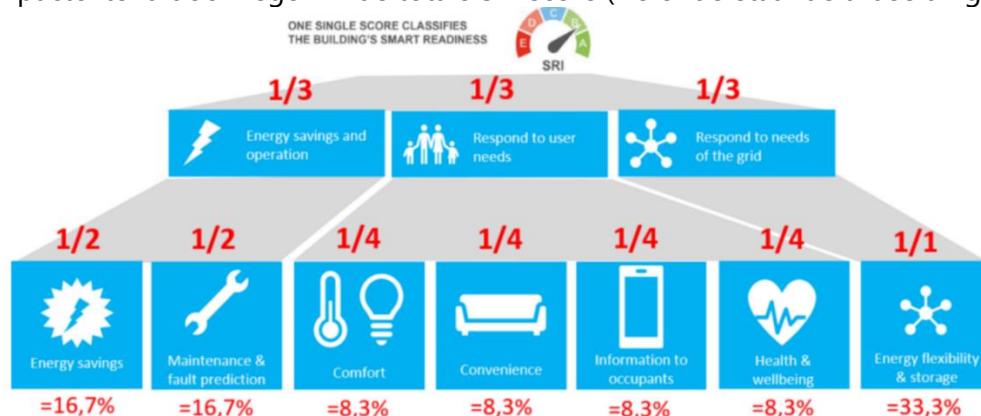 ONE SINGLE SCORE CLASSIFIES
THE BUILDING'S SMART READINESS
E D C B A
SRI
1/3 1/3 1/3
Energy savings and
operation
Respond to user
needs
Respond to needs
of the grid
1/2 1/2 1/4 1/4 1/4 1/4 1/1
Energy savings
Maintenance &
fault prediction
Comfort
Convenience
Information to
occupants
Health &
wellbeing
Energy flexibility
& storage
=16,7% =16,7% =8,3% =8,3% =8,3% =8,3% =33,3%